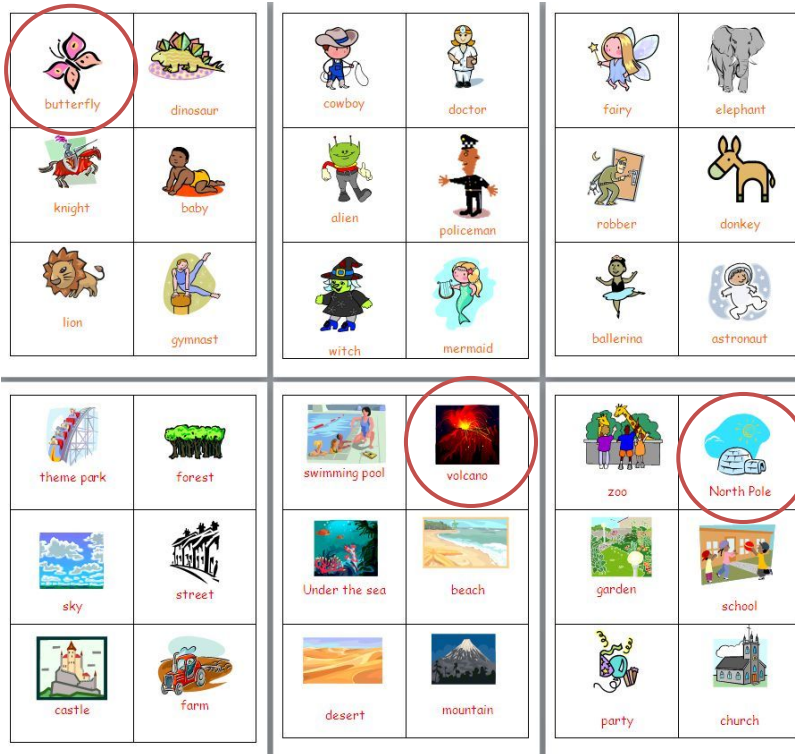 butterfly
dinosaur
knight
baby
lion
gymnast
cowboy
doctor
alien
policeman
witch
mermaid
fairy
elephant
robber
donkey
ballerina
astronaut
theme park
forest
sky
street
castle
farm
swimming pool
volcano
Under the sea
beach
desert
mountain
zoo
North Pole
garden
school
party
church